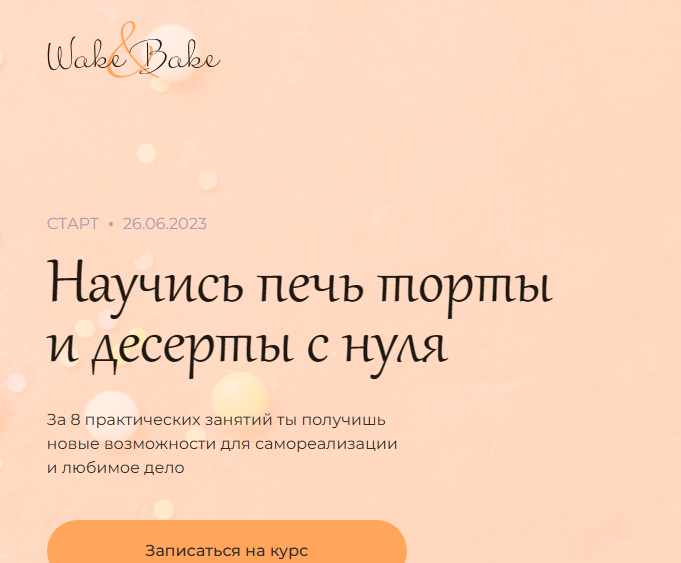 Wake & Bake
СТАРТ • 26.06.2023
Научись печь торты
и десерты с нуля
За 8 практических занятий ты получишь
новые возможности для самореализации
и любимое дело
Записаться на курс